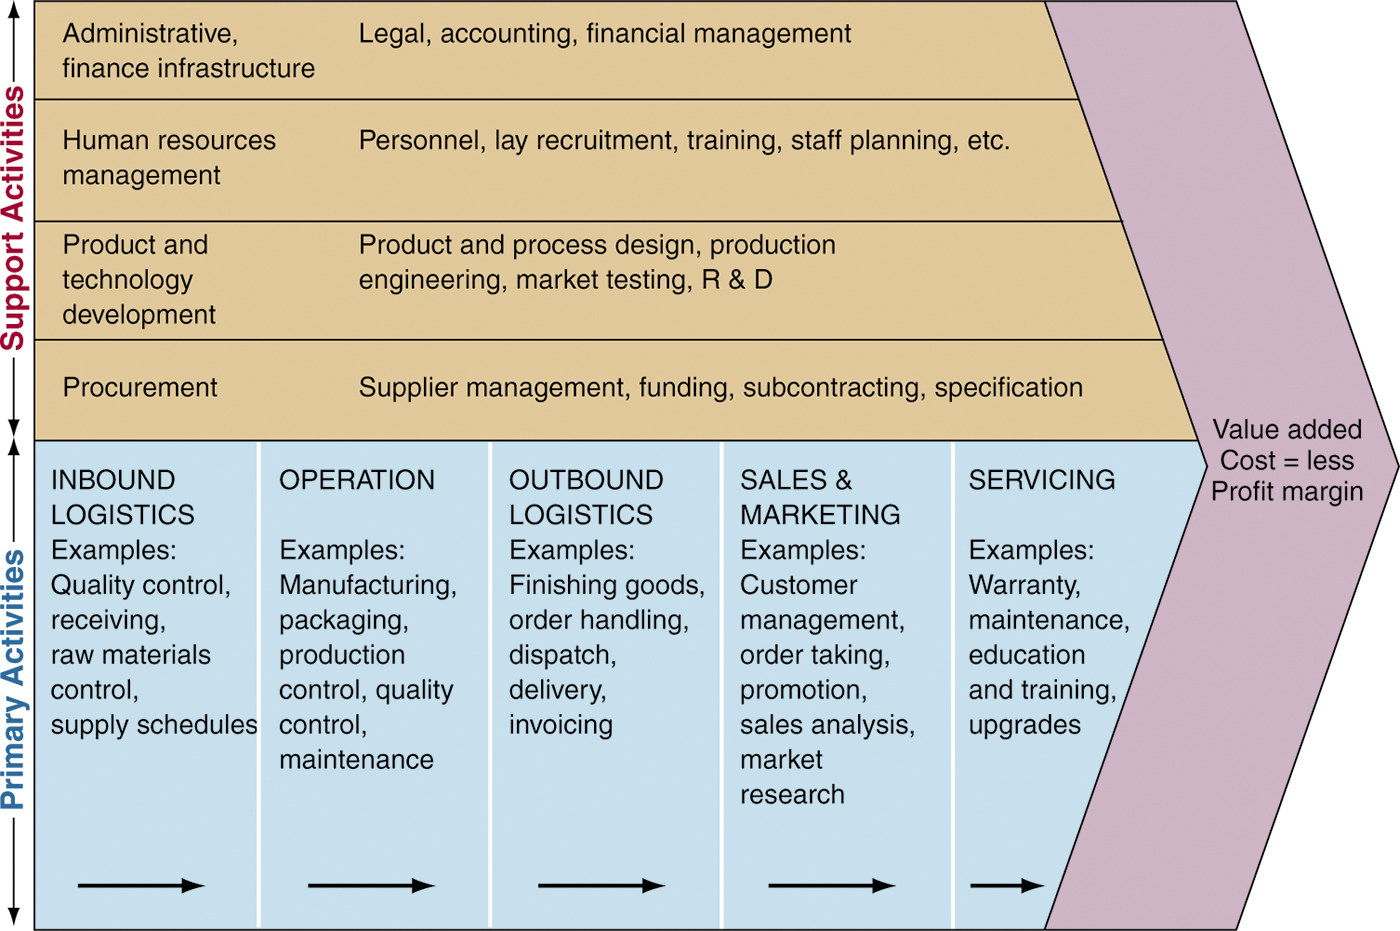 Support Activities
Administrative,
finance infrastructure
Legal, accounting, financial management
Human resources
management
Personnel, lay recruitment, training, staff planning, etc.
Product and
technology
development
Product and process design, production
engineering, market testing, R & D
Procurement
Supplier management, funding, subcontracting, specification
Primary Activities
INBOUND
LOGISTICS
Examples:
Quality control,
receiving,
raw materials
control,
supply schedules
OPERATION
Examples:
Manufacturing,
packaging,
production
control, quality
control,
maintenance
OUTBOUND
LOGISTICS
Examples:
Finishing goods,
order handling,
dispatch,
delivery,
invoicing
SALES &
MARKETING
Examples:
Customer
management,
order taking,
promotion,
sales analysis,
market
research
SERVICING
Examples:
Warranty,
maintenance,
education
and training,
upgrades
Value added
Cost = less
Profit margin